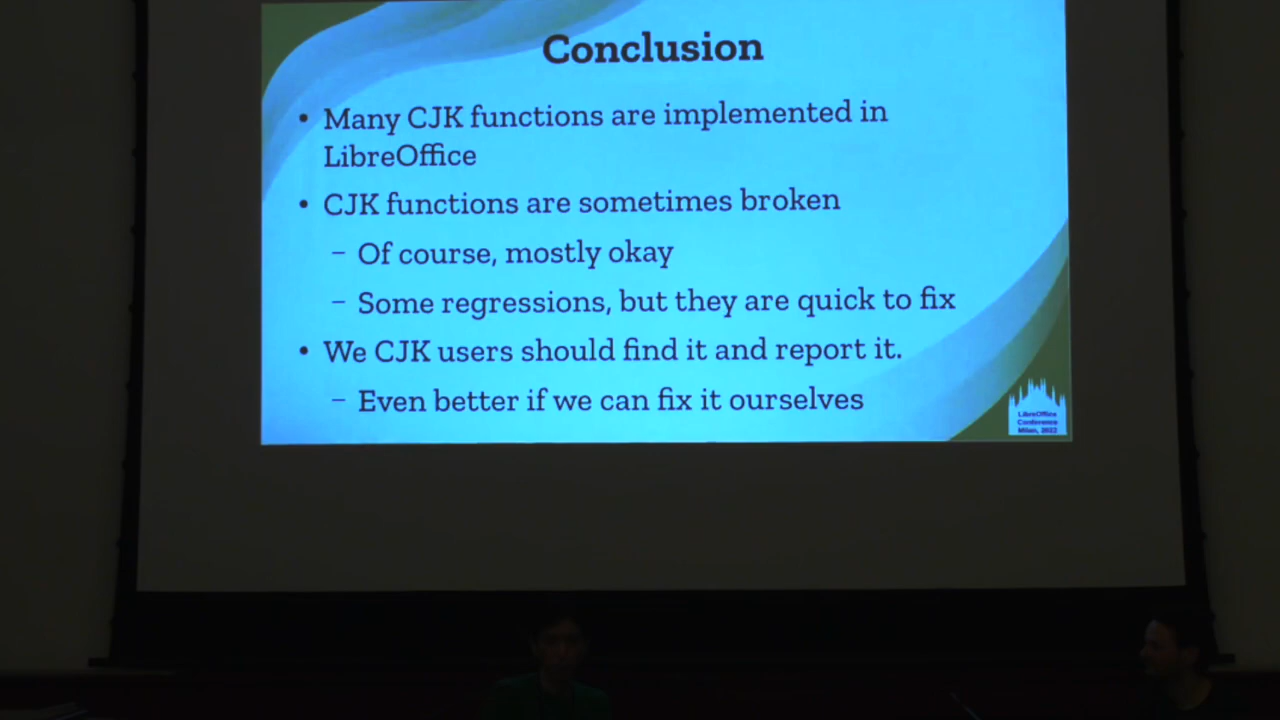 Conclusion
• Many CJK functions are implemented in
LibreOffice
• CJK functions are sometimes broken
– Of course, mostly okay
– Some regressions, but they are quick to fix
• We CJK users should find it and report it.
– Even better if we can fix it ourselves
LibreOffice
Conference
Milan, 2022